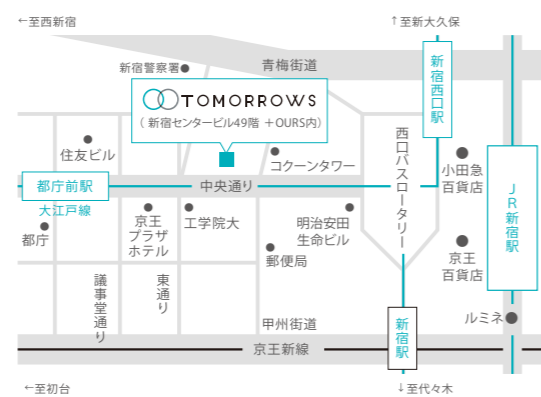 ←至西新宿
↑至新大久保
新宿警察署
青梅街道
新宿西口駅
TOMORROWS
（ 新宿センタービル49階 ＋OURS内）
住友ビル
コクーンタワー
西口バスロータリー
小田急
百貨店
JR新宿駅
都庁前駅
中央通り
大江戸線
都庁
京王
プラザ
ホテル
工学院大
明治安田
生命ビル
郵便局
京王
百貨店
議事堂通り
東通り
甲州街道
新宿駅
ルミネ
京王新線
←至初台
↓至代々木